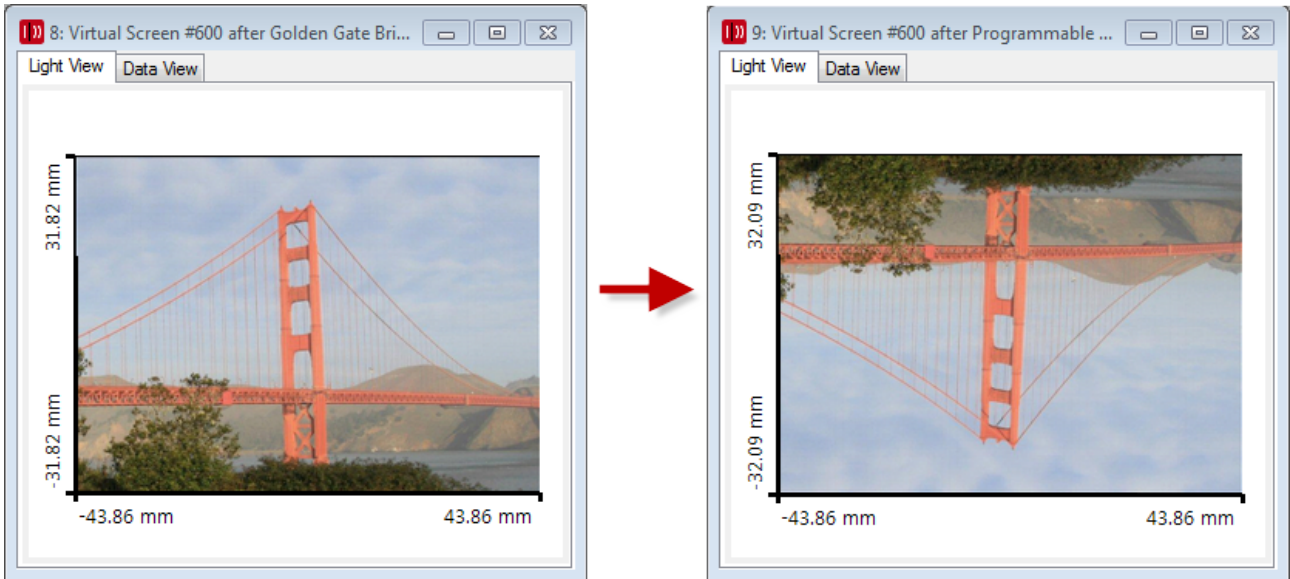 8: Virtual Screen #600 after Golden Gate Bri...
Light View Data View
31.82 mm
-31.82 mm
-43.86 mm 43.86 mm
9: Virtual Screen #600 after Programmable ...
Light View Data View
32.09 mm
-32.09 mm
-43.86 mm 43.86 mm